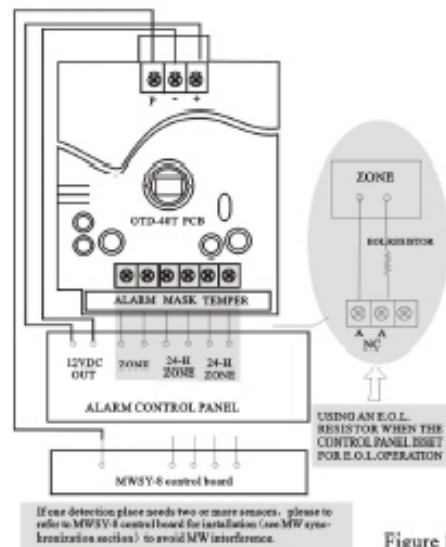 P - +
OTD-40T PCB
ALARM MASK TEMPER
12VDC
OUT
ZONE
24-H
ZONE
24-H
ZONE
ALARM CONTROL PANEL
MWSY-8 control board
ZONE
EOL RESISTOR
A A
NC
USING AN E.O.L.
RESISTOR WHEN THE
CONTROL PANEL ISSET
FOR E.O.L.OPERATION
If one detection place needs two or more sensors, please to
refer to MWSY-8 control board for installation (see MW sync-
hronization section) to avoid MW interference.
Figure